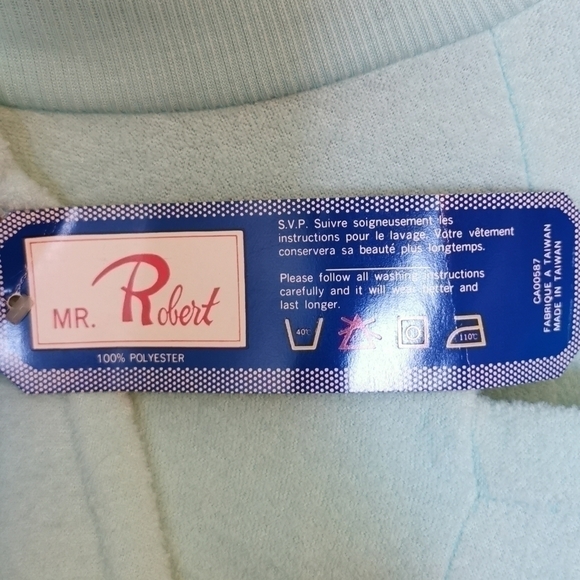 MR. Robert
100% POLYESTER
S.V.P. Suivre soigneusement les
instructions pour le lavage. Votre vêtement
conservera sa beauté plus longtemps.
Please follow all washing instructions
carefully and it will wear better and
last longer.
40°C
110°C
CA00587
FABRIQUE A TAIWAN
MADE IN TAIWAN